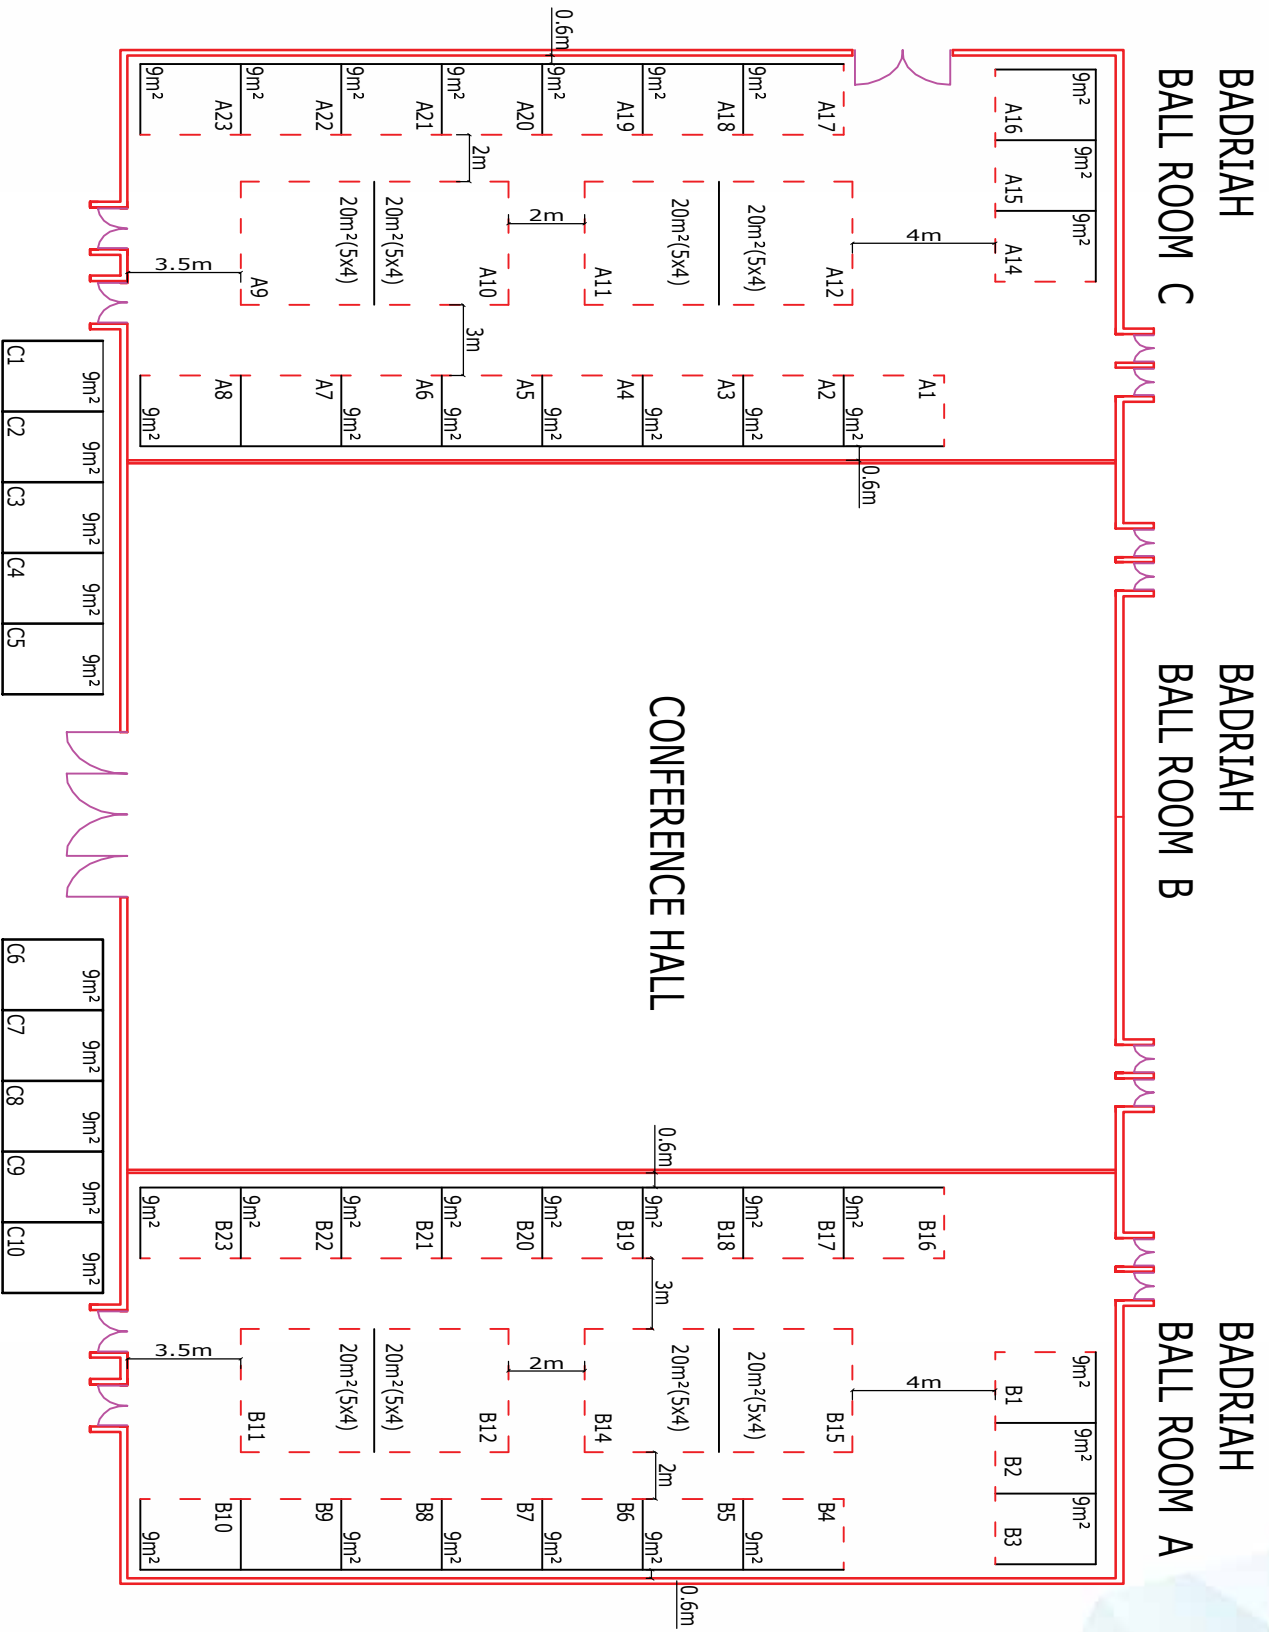 BADRIAH
BALL ROOM C
BADRIAH
BALL ROOM B
BADRIAH
BALL ROOM A
9m²
A16
9m²
A15
9m²
A14
4m
A17
9m²
A18
9m²
A19
9m²
A20
9m²
A21
9m²
A22
9m²
A23
9m²
0.6m
2m
A12
20m²(5x4)
20m²(5x4)
A11
2m
A10
20m²(5x4)
20m²(5x4)
A9
3.5m
3m
A1
9m²
A2
9m²
A3
9m²
A4
9m²
A5
9m²
A6
9m²
A7
A8
9m²
0.6m
CONFERENCE HALL
0.6m
B16
9m²
B17
9m²
B18
9m²
B19
9m²
B20
9m²
B21
9m²
B22
9m²
B23
9m²
3m
9m²
B1
9m²
B2
9m²
B3
4m
B15
20m²(5x4)
20m²(5x4)
B14
2m
B12
20m²(5x4)
20m²(5x4)
B11
3.5m
2m
B4
9m²
B5
9m²
B6
9m²
B7
9m²
B8
9m²
B9
B10
9m²
0.6m
9m²
C1
9m²
C2
9m²
C3
9m²
C4
9m²
C5
9m²
C6
9m²
C7
9m²
C8
9m²
C9
9m²
C10